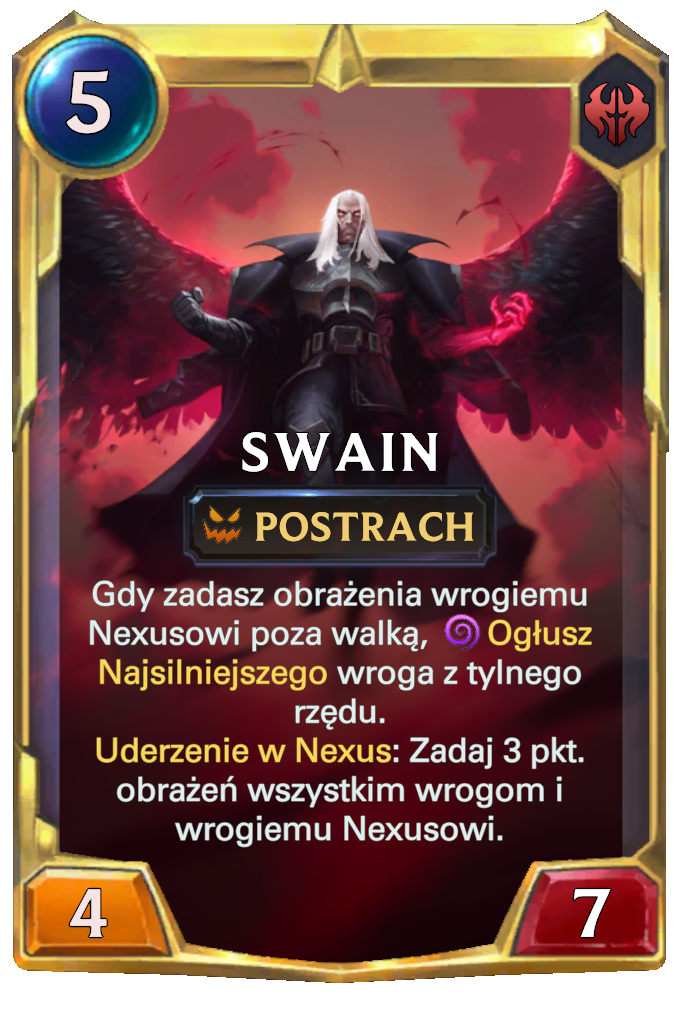 5
SWAIN
POSTRACH
Gdy zadasz obrażenia wrogiemu
Nexusowi poza walką, Ogłusz
Najsilniejszego wroga z tylnego
rzędu.
Uderzenie w Nexus: Zadaj 3 pkt.
obrażeń wszystkim wrogom i
wrogiemu Nexusowi.
4
7